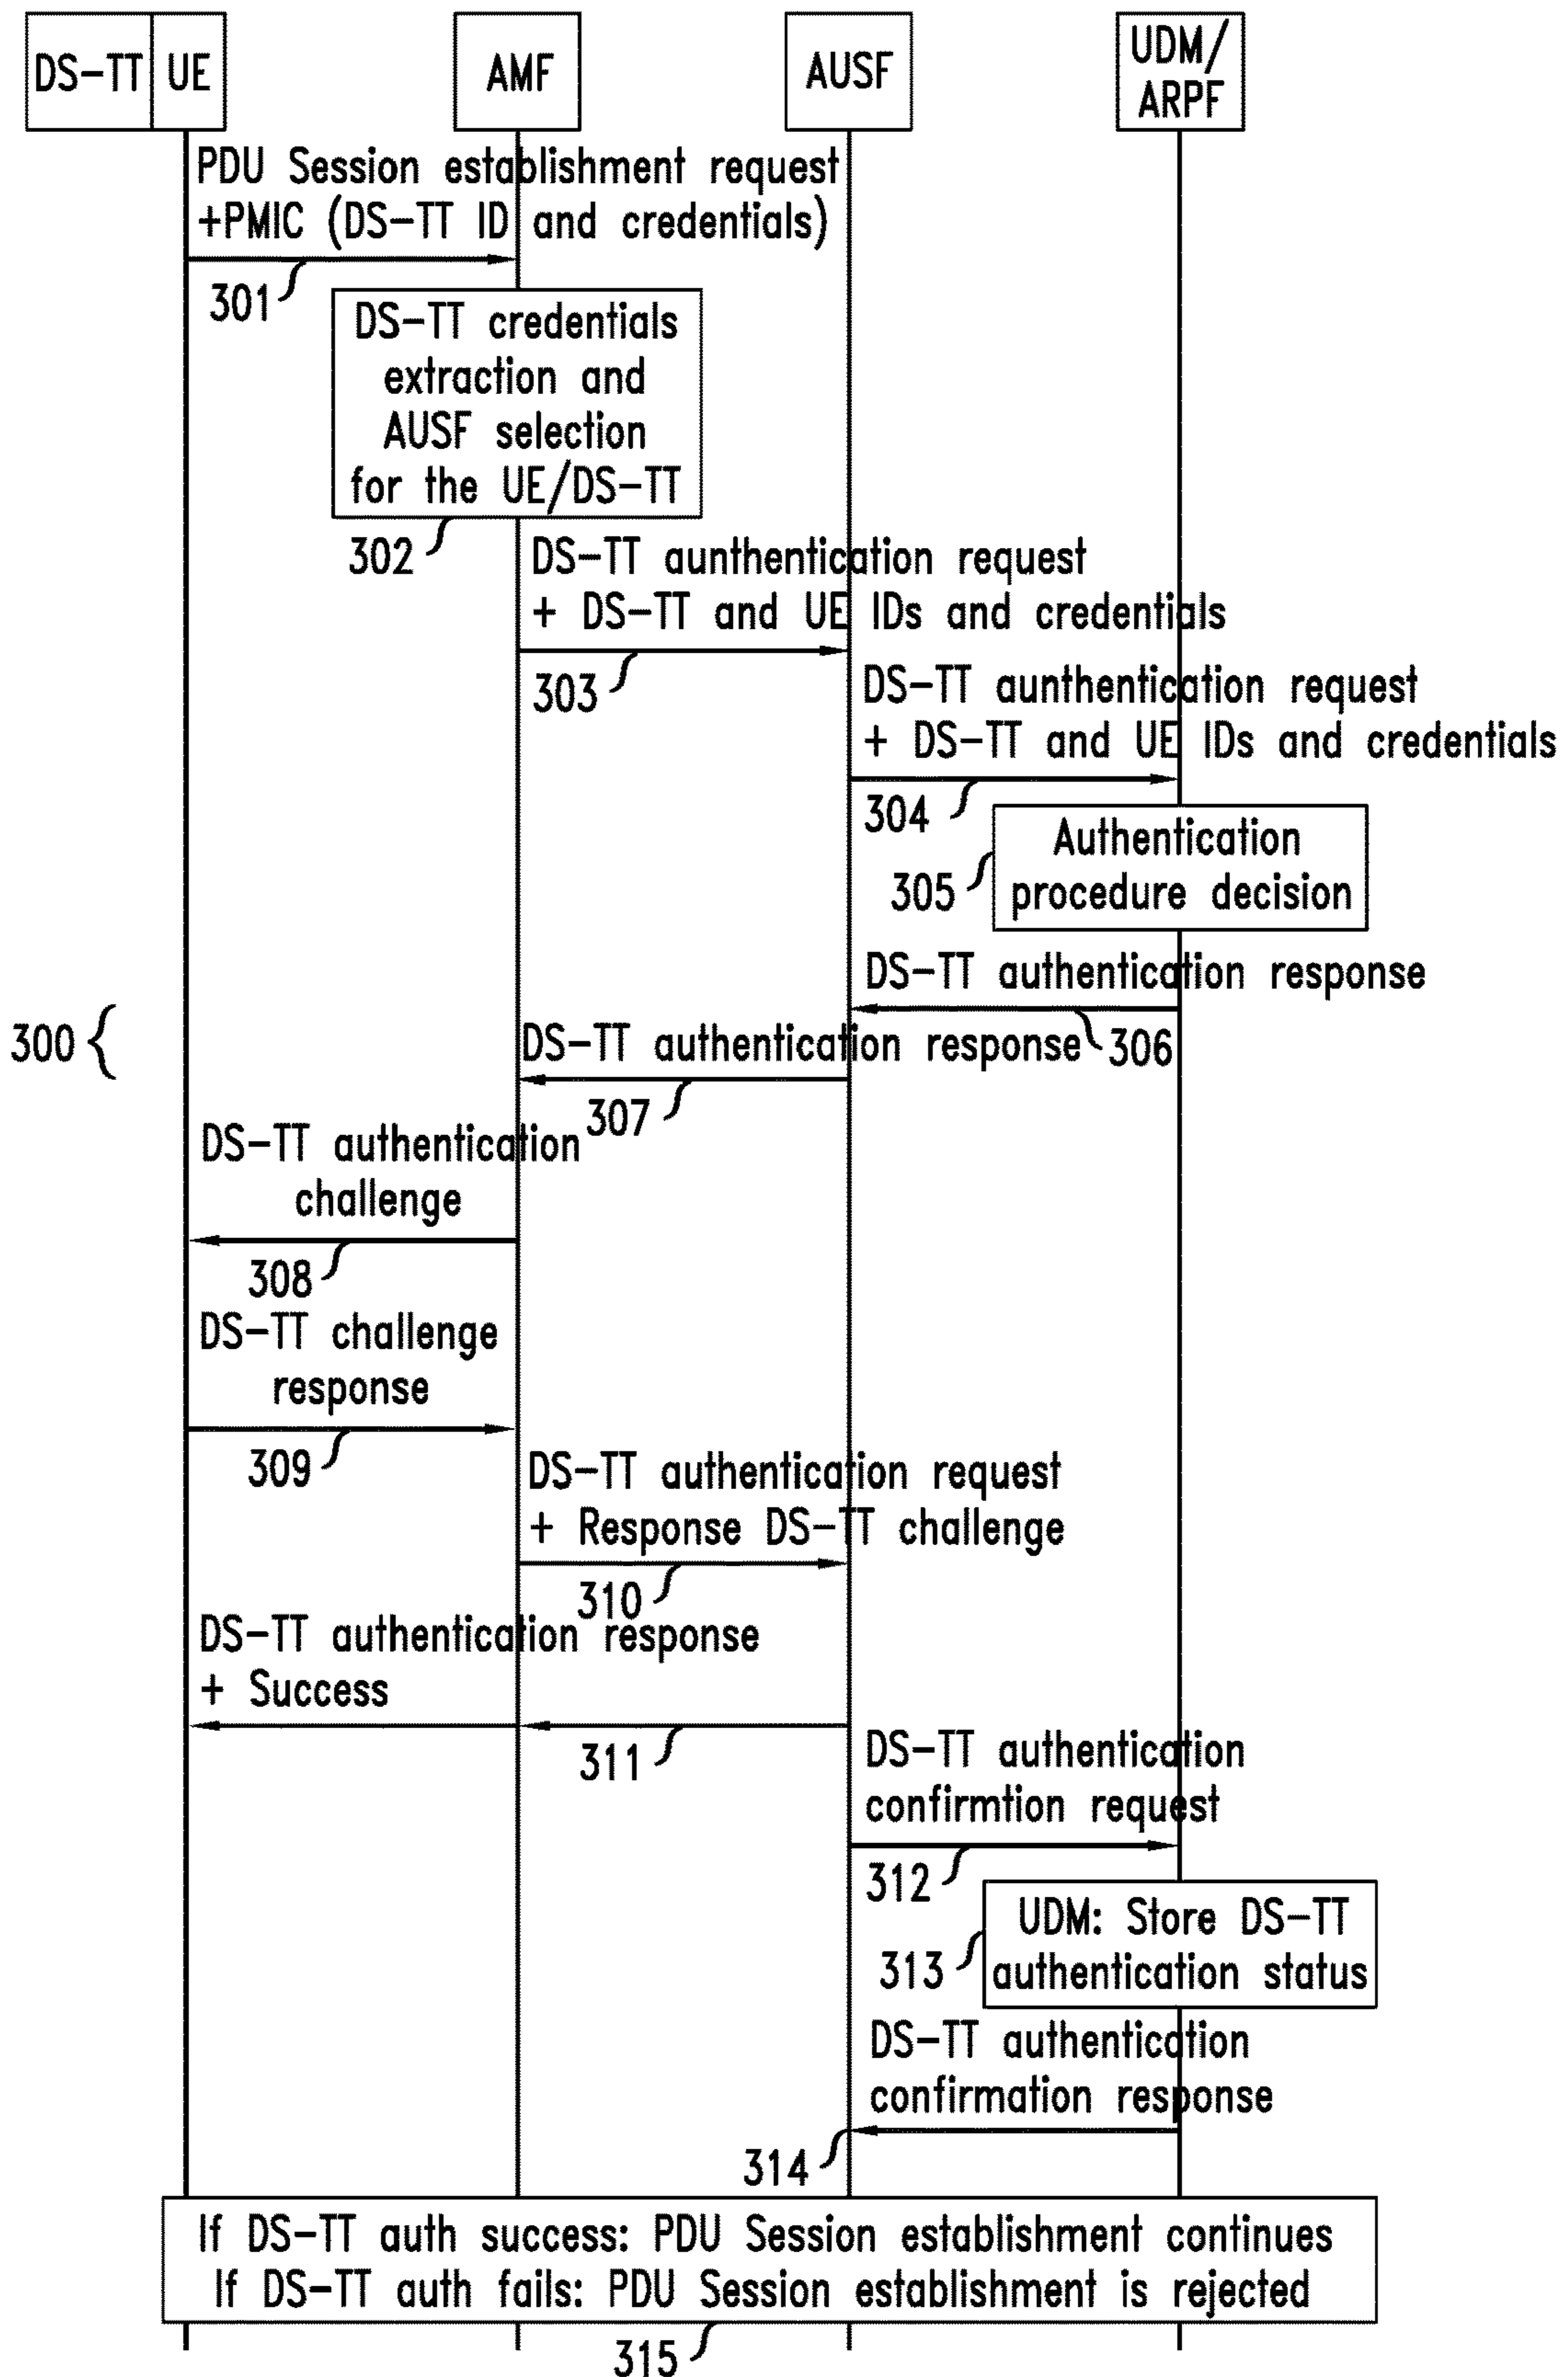 DS-TT
UE
AMF
AUSF
UDM/
ARPF
PDU Session establishment request
+PMIC (DS-TT ID and credentials)
301
DS-TT credentials
extraction and
AUSF selection
for the UE/DS-TT
302
DS-TT aunthentication request
+ DS-TT and UE IDs and credentials
303
DS-TT aunthentication request
+ DS-TT and UE IDs and credentials
304
Authentication
procedure decision
305
DS-TT authentication response
306
300
DS-TT authentication response
307
DS-TT authentication
challenge
308
DS-TT challenge
response
309
DS-TT authentication request
+ Response DS-TT challenge
310
DS-TT authentication response
+ Success
311
DS-TT authentication
confirmtion request
312
UDM: Store DS-TT
authentication status
313
DS-TT authentication
confirmation response
314
If DS-TT auth success: PDU Session establishment continues
If DS-TT auth fails: PDU Session establishment is rejected
315